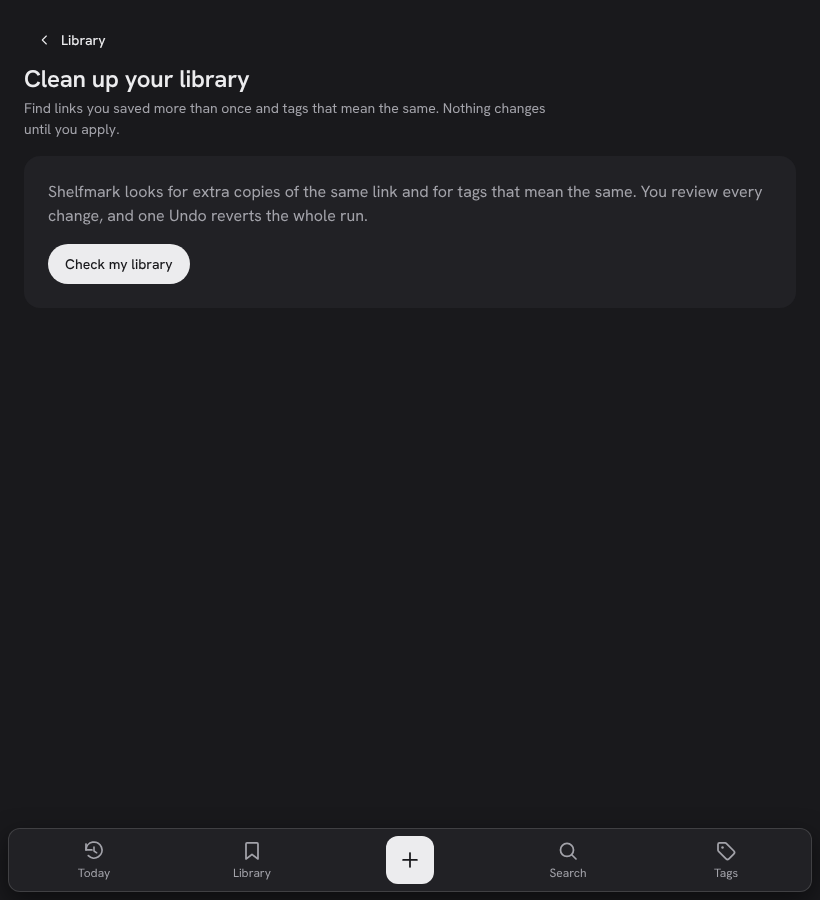 Library
Clean up your library
Find links you saved more than once and tags that mean the same. Nothing changes
until you apply.
Shelfmark looks for extra copies of the same link and for tags that mean the same. You review every
change, and one Undo reverts the whole run.
Check my library
Today
Library
Search
Tags